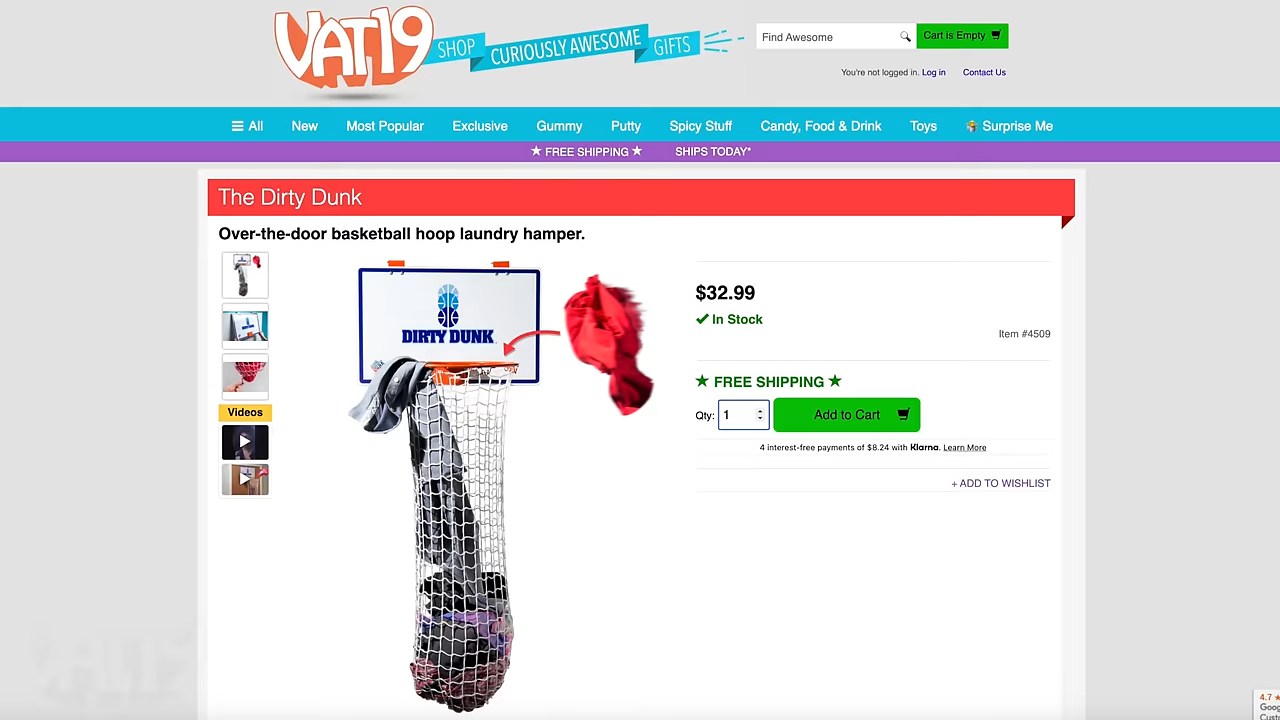 VAT19
SHOP CURIOUSLY AWESOME GIFTS
Find Awesome
Cart is Empty
You're not logged in. Log in Contact Us
All New Most Popular Exclusive Gummy Putty Spicy Stuff Candy, Food & Drink Toys Surprise Me
★ FREE SHIPPING ★ SHIPS TODAY*
The Dirty Dunk
Over-the-door basketball hoop laundry hamper.
Videos
DIRTY DUNK
$32.99
In Stock
Item #4509
★ FREE SHIPPING ★
Qty: 1 Add to Cart
4 interest-free payments of $8.24 with Klarna. Learn More
+ ADD TO WISHLIST
VAT19
4.7 ★